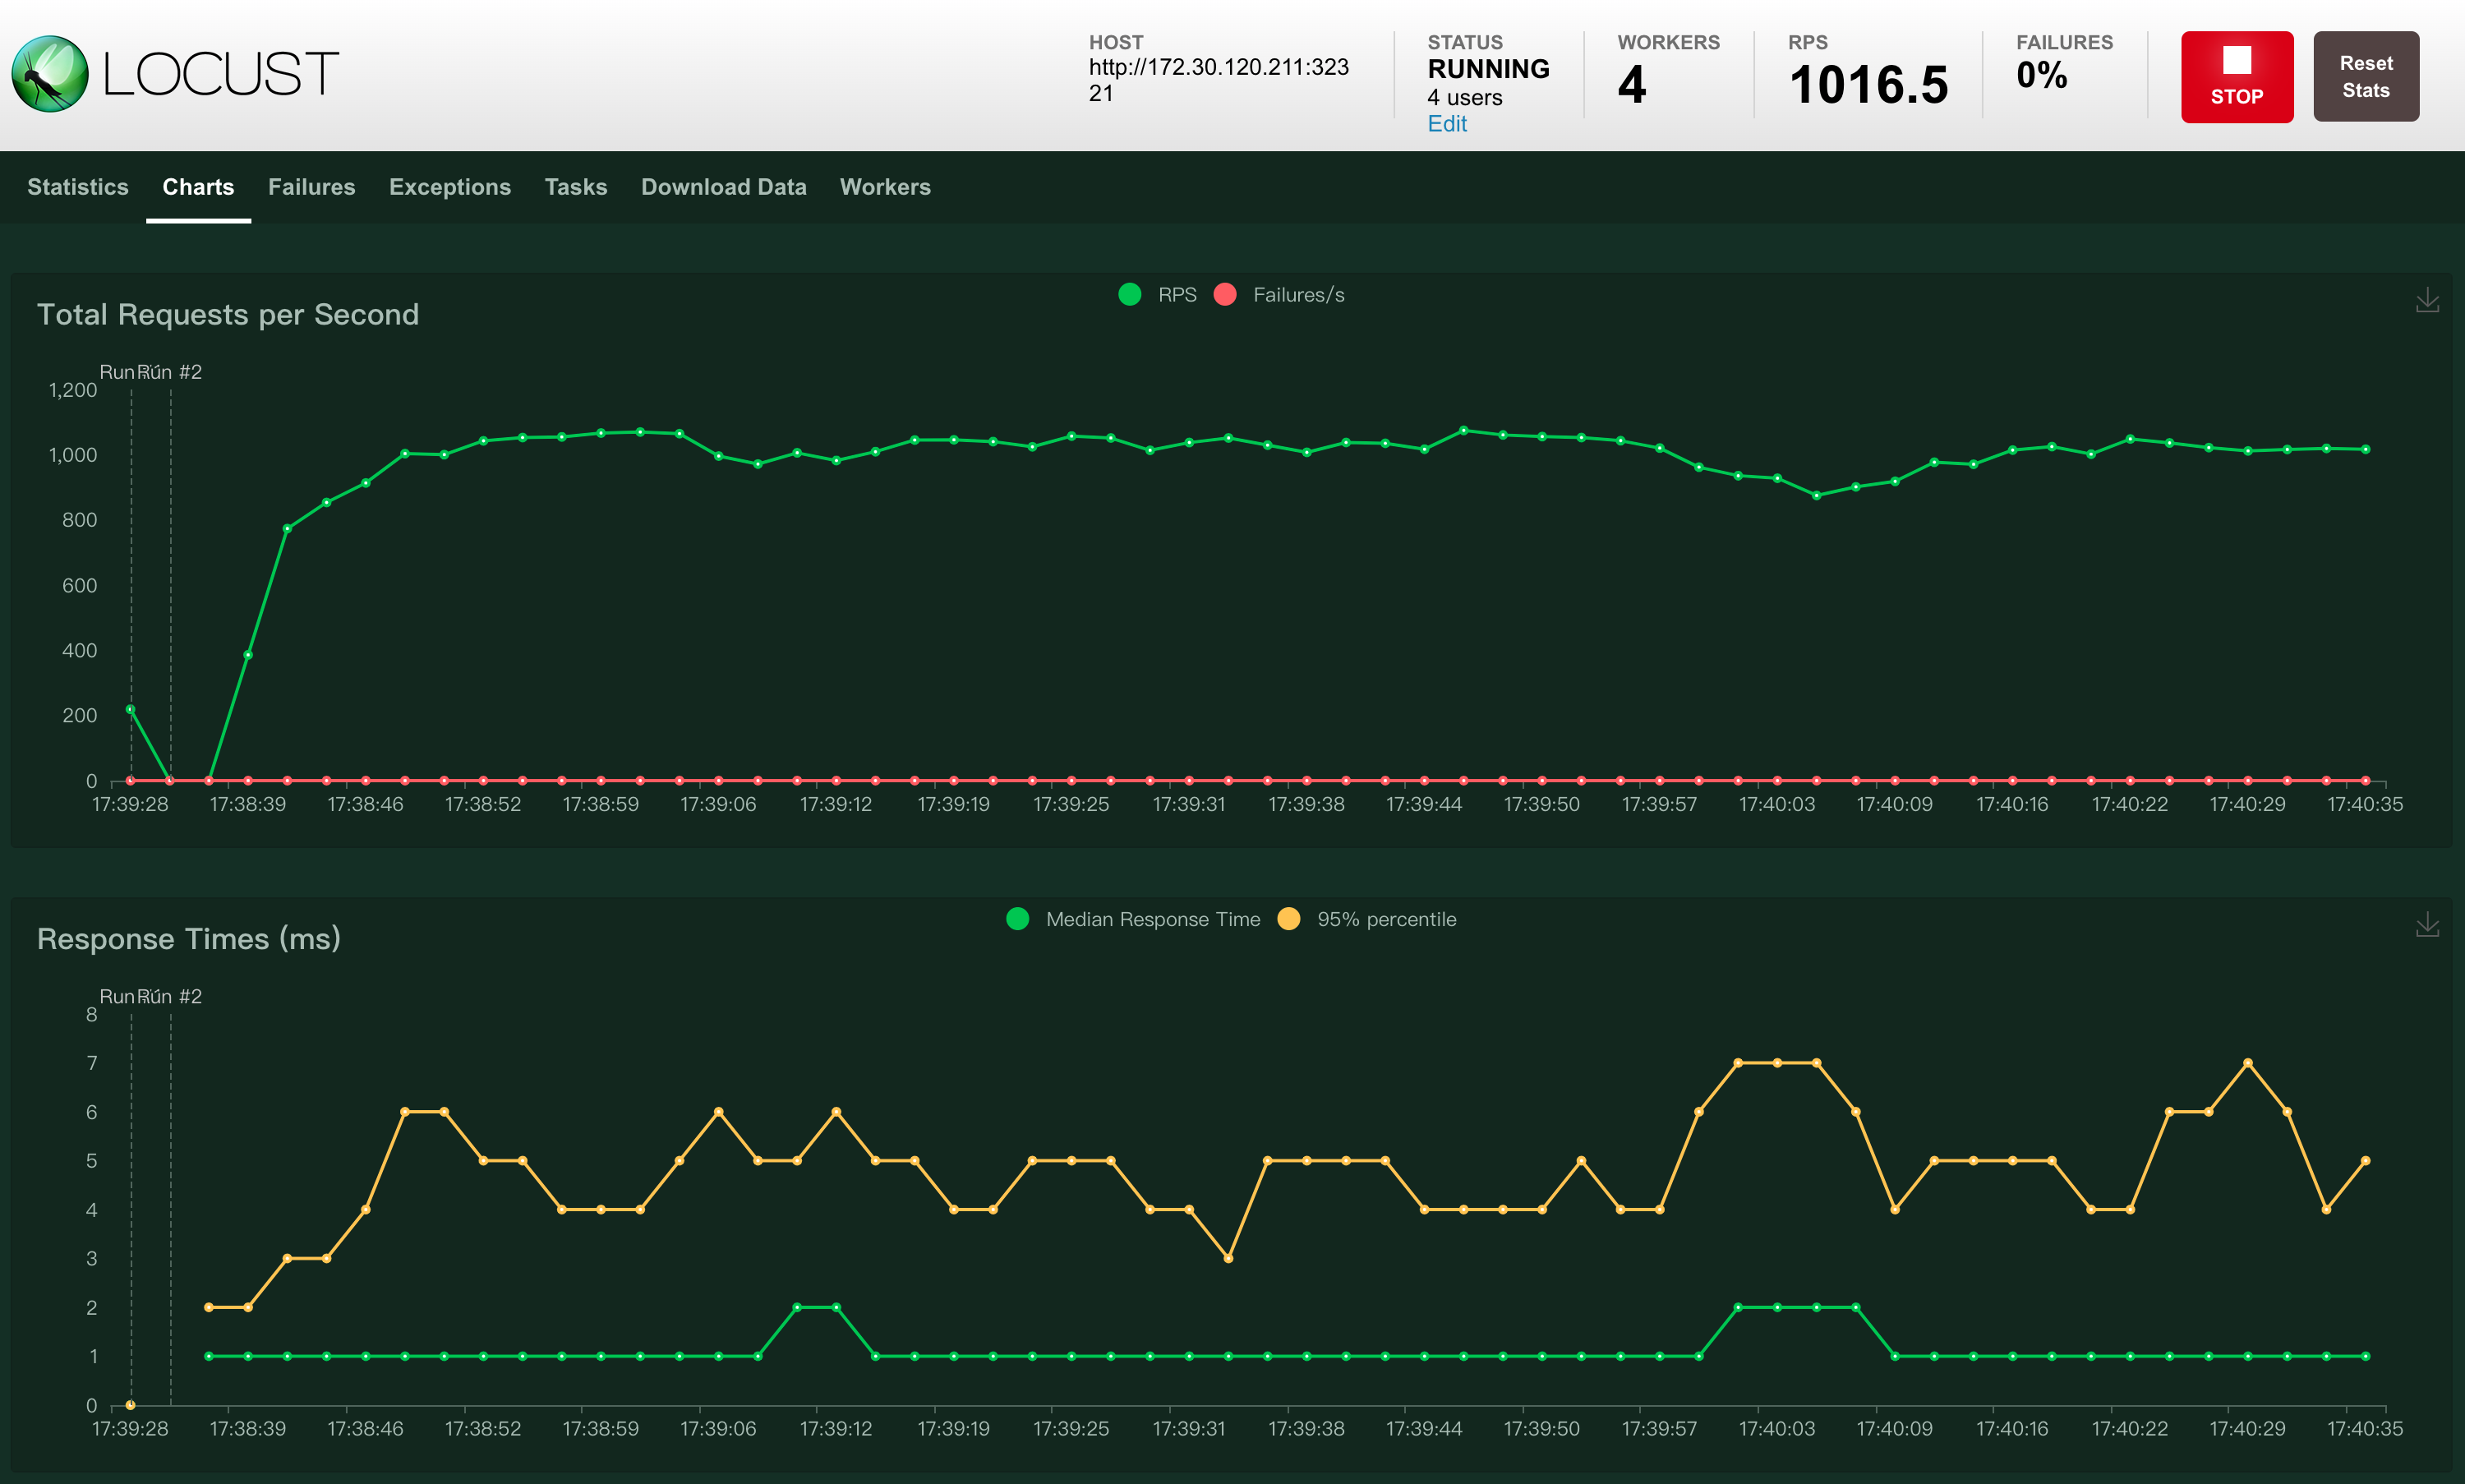 LOCUST
HOST
http://172.30.120.211:323
21
STATUS
RUNNING
4 users
Edit
WORKERS
4
RPS
1016.5
FAILURES
0%
STOP
Reset
Stats
Statistics Charts Failures Exceptions Tasks Download Data Workers
RPS Failures/s
Total Requests per Second
Run Run #2
1,200
1,000
800
600
400
200
0
17:39:28 17:38:39 17:38:46 17:38:52 17:38:59 17:39:06 17:39:12 17:39:19 17:39:25 17:39:31 17:39:38 17:39:44 17:39:50 17:39:57 17:40:03 17:40:09 17:40:16 17:40:22 17:40:29 17:40:35
Median Response Time 95% percentile
Response Times (ms)
Run Run #2
8
7
6
5
4
3
2
1
0
17:39:28 17:38:39 17:38:46 17:38:52 17:38:59 17:39:06 17:39:12 17:39:19 17:39:25 17:39:31 17:39:38 17:39:44 17:39:50 17:39:57 17:40:03 17:40:09 17:40:16 17:40:22 17:40:29 17:40:35